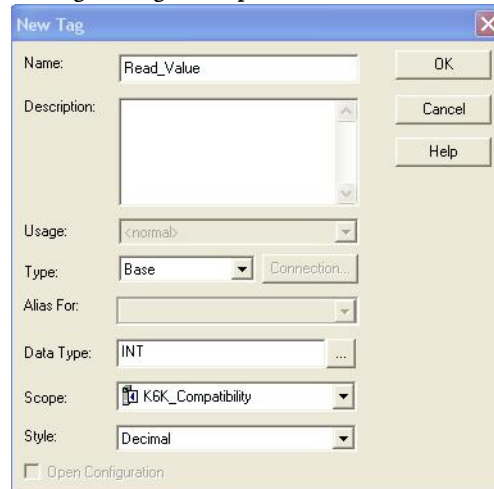 New Tag
Name:
Read_Value
OK
Description:
Cancel
Help
Usage:
<normal>
Type:
Base
Connection...
Alias For:
Data Type:
INT
...
Scope:
K6K_Compatibility
Style:
Decimal
Open Configuration